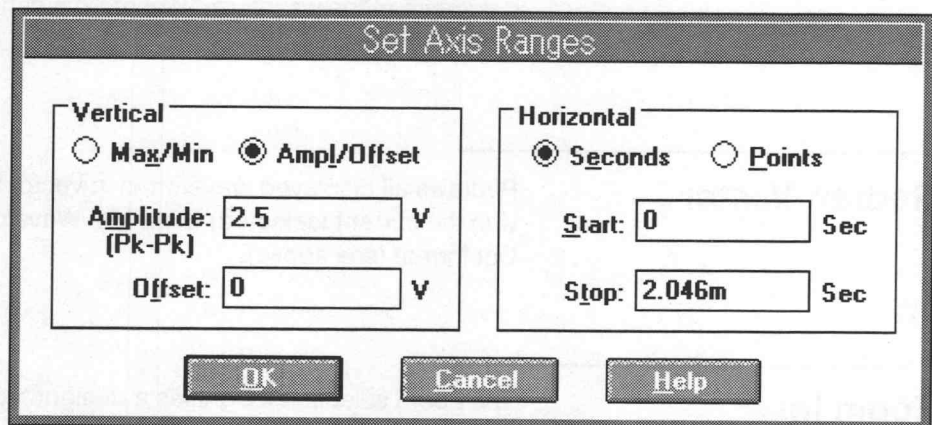 Set Axis Ranges
Vertical
Max/Min Ampl/Offset
Amplitude: 2.5 V
(Pk-Pk)
Offset: 0 V
Horizontal
Seconds Points
Start: 0 Sec
Stop: 2.046m Sec
OK Cancel Help